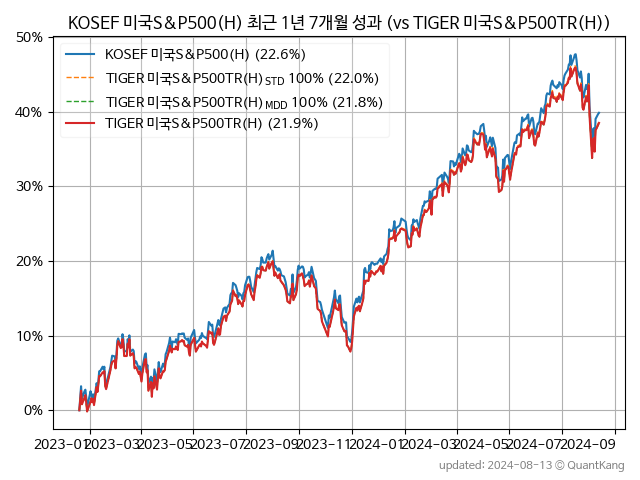 KOSEF 미국S&P500(H) 최근 1년 7개월 성과 (vs TIGER 미국S&P500TR(H))
50%
40%
30%
20%
10%
0%
KOSEF 미국S&P500(H) (22.6%)
TIGER 미국S&P500TR(H) STD 100% (22.0%)
TIGER 미국S&P500TR(H) MDD 100% (21.8%)
TIGER 미국S&P500TR(H) (21.9%)
2023-01 2023-03 2023-05 2023-07 2023-09 2023-11 2024-01 2024-03 2024-05 2024-07 2024-09
updated: 2024-08-13 ⓒ QuantKang